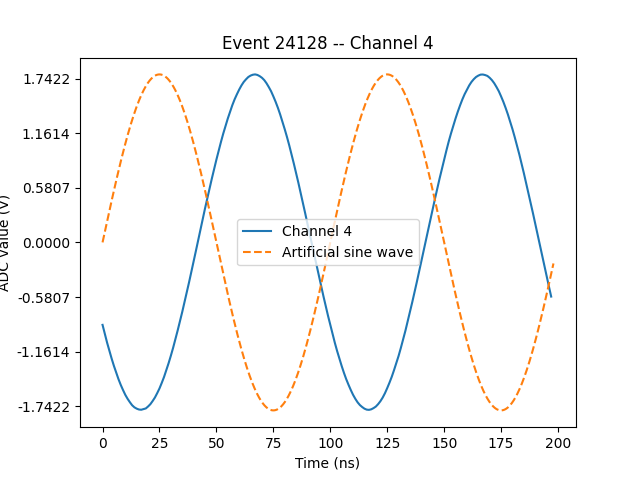 Event 24128 -- Channel 4
1.7422
1.1614
0.5807
0.0000
-0.5807
-1.1614
-1.7422
ADC Value (V)
Channel 4
Artificial sine wave
0 25 50 75 100 125 150 175 200
Time (ns)